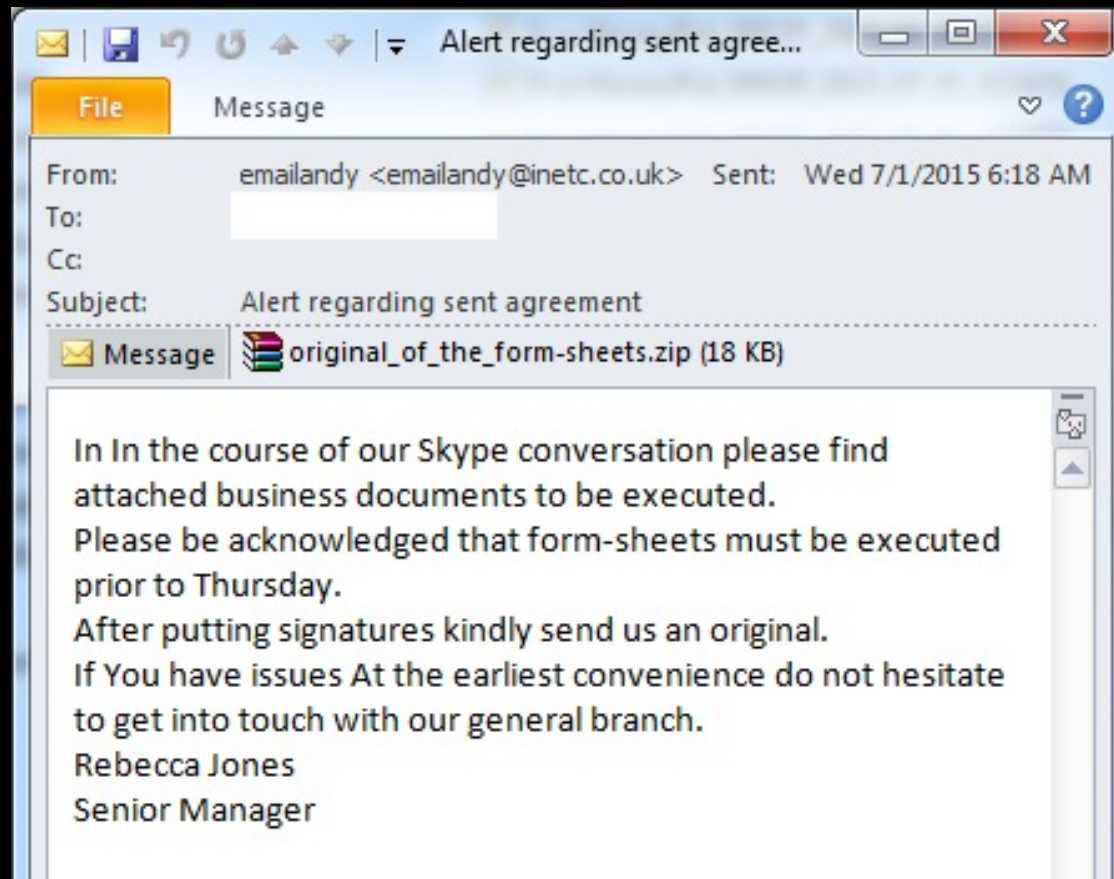 Alert regarding sent agree...
File Message
From: emailandy <emailandy@inetc.co.uk> Sent: Wed 7/1/2015 6:18 AM
To:
Cc:
Subject: Alert regarding sent agreement
Message original_of_the_form-sheets.zip (18 KB)
In In the course of our Skype conversation please find
attached business documents to be executed.
Please be acknowledged that form-sheets must be executed
prior to Thursday.
After putting signatures kindly send us an original.
If You have issues At the earliest convenience do not hesitate
to get into touch with our general branch.
Rebecca Jones
Senior Manager